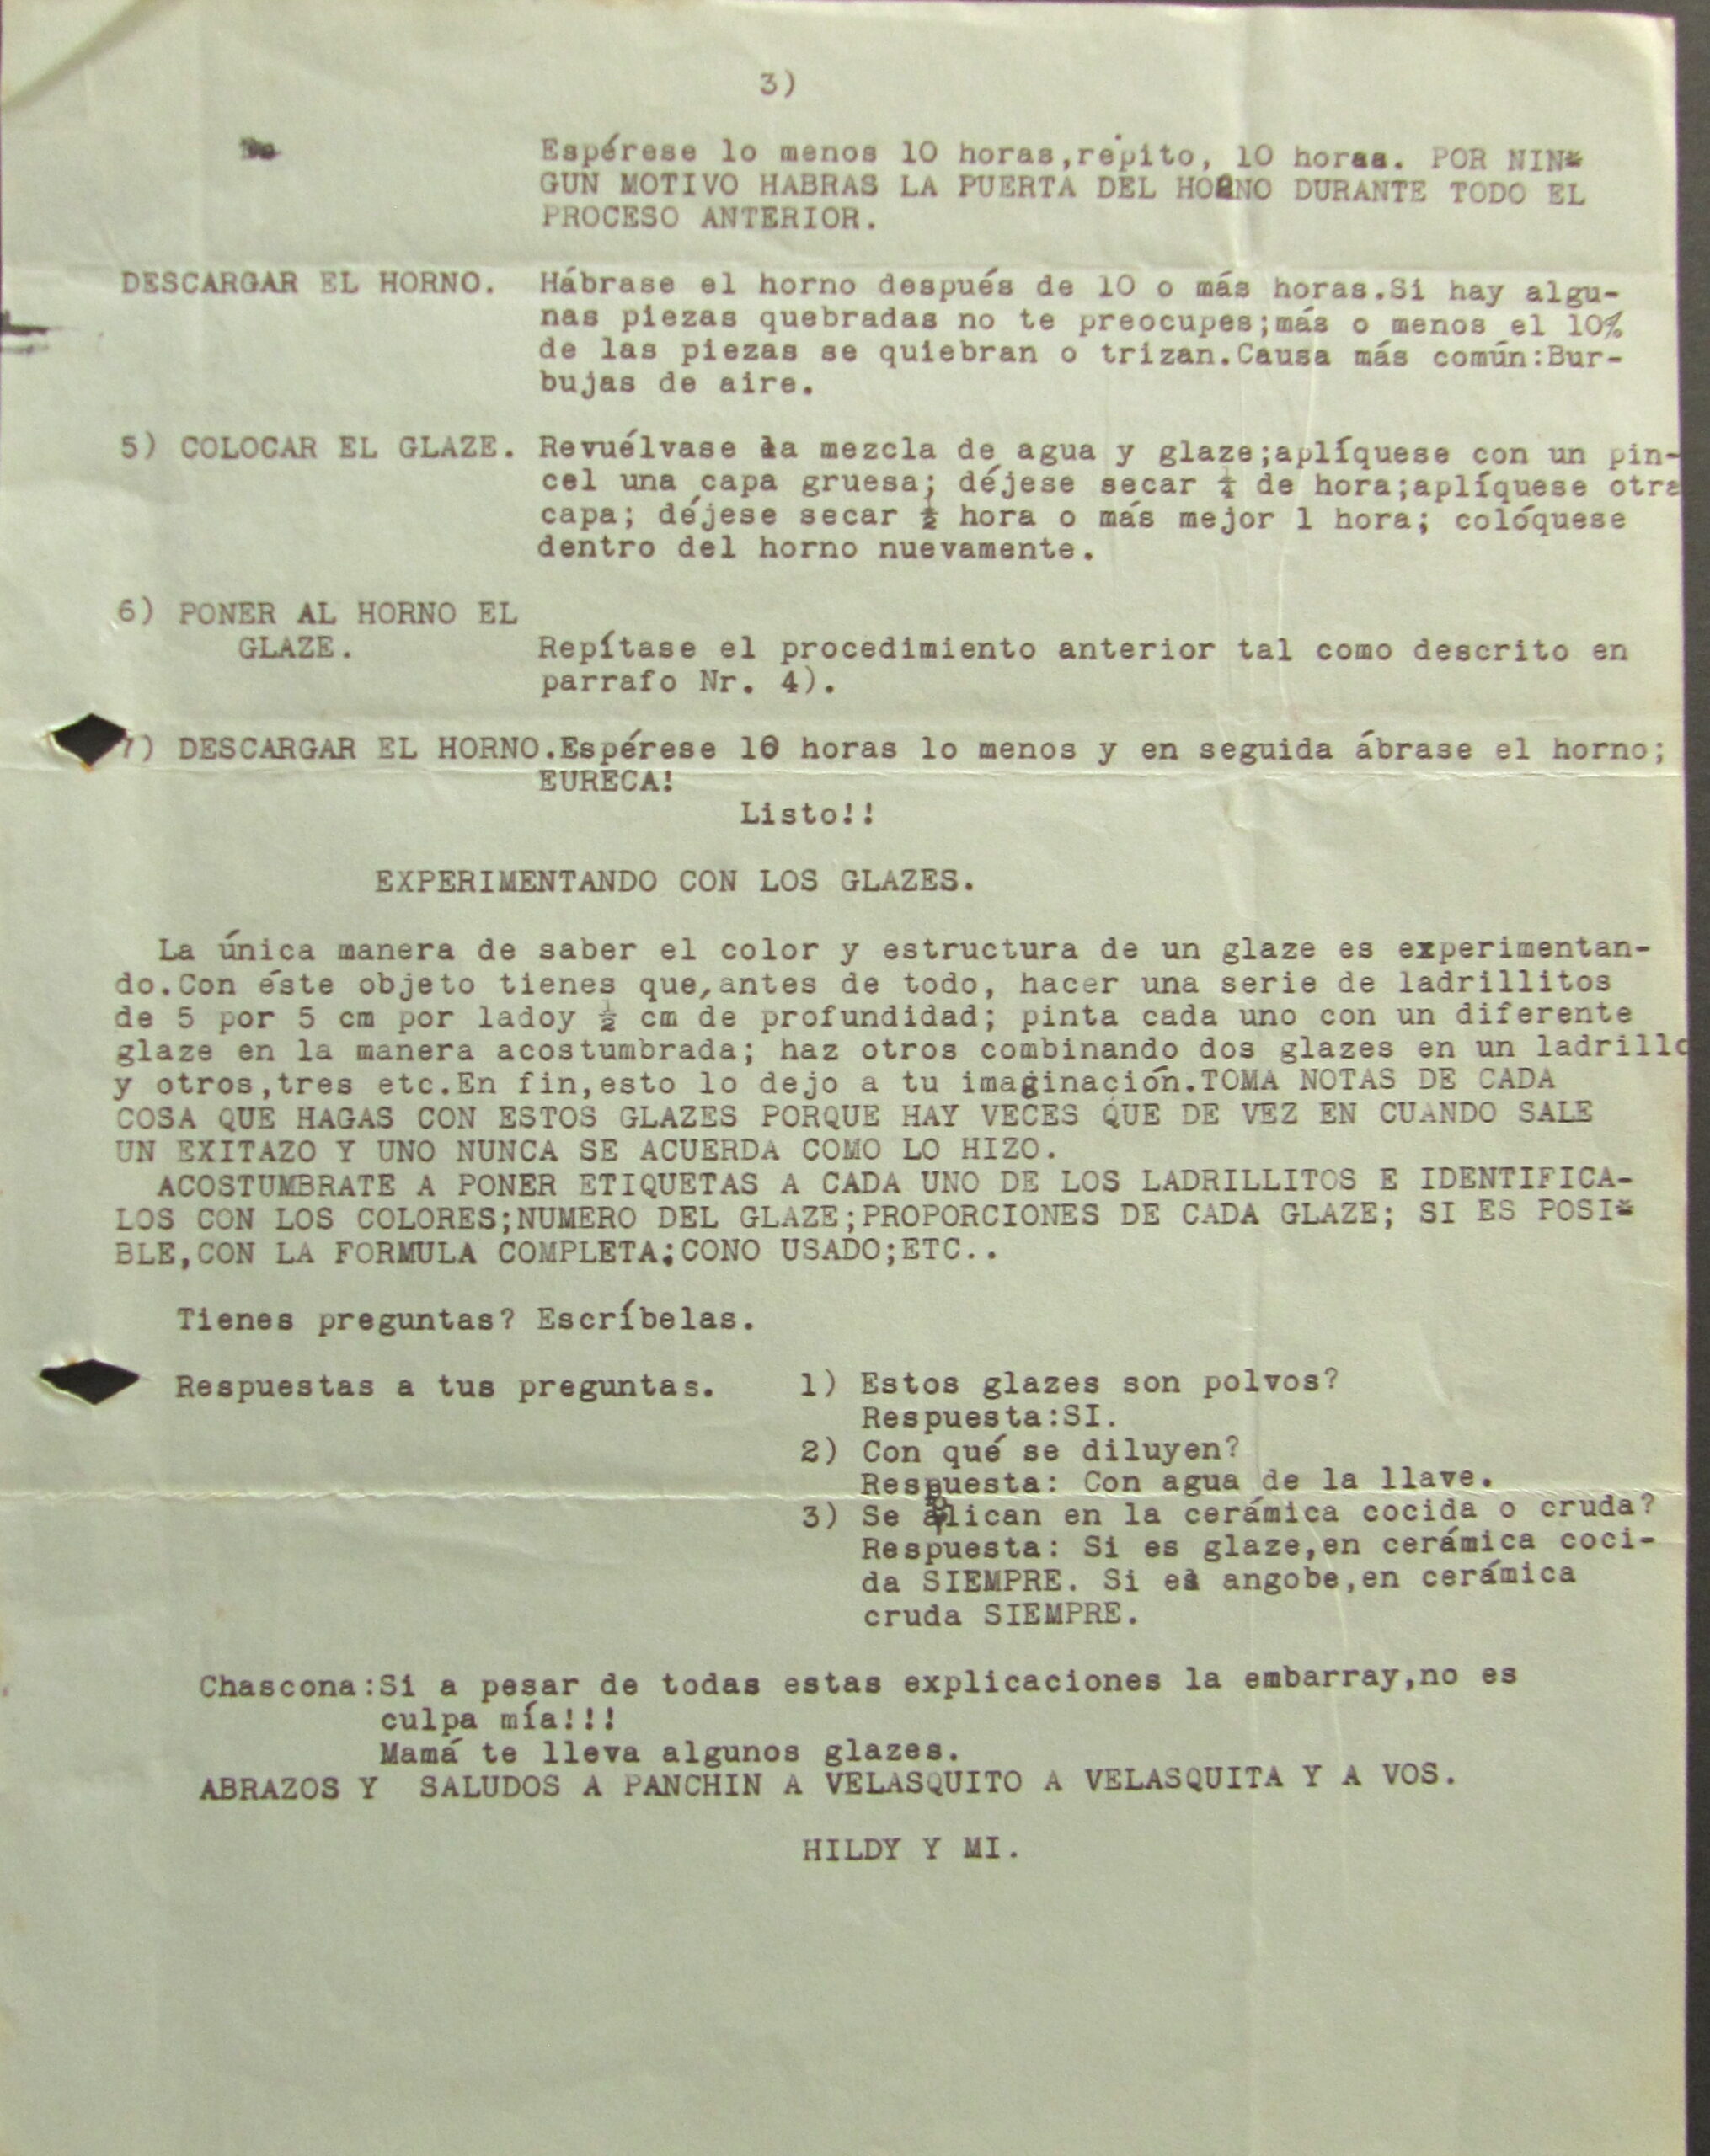 3)
Espérese lo menos 10 horas,repito, 10 horas. POR NIN-
GUN MOTIVO HABRAS LA PUERTA DEL HORNO DURANTE TODO EL
PROCESO ANTERIOR.
DESCARGAR EL HORNO. Hábrase el horno después de 10 o más horas.Si hay algu-
nas piezas quebradas no te preocupes;más o menos el 10%
de las piezas se quiebran o trizan.Causa más común:Bur-
bujas de aire.
5) COLOCAR EL GLAZE. Revuélvase la mezcla de agua y glaze;aplíquese con un pin-
cel una capa gruesa; déjese secar ¼ de hora;aplíquese otra
capa; déjese secar ½ hora o más mejor 1 hora; colóquese
dentro del horno nuevamente.
6) PONER AL HORNO EL
GLAZE. Repítase el procedimiento anterior tal como descrito en
parrafo Nr. 4).
7) DESCARGAR EL HORNO.Espérese 10 horas lo menos y en seguida ábrase el horno;
EURECA!
Listo!!
EXPERIMENTANDO CON LOS GLAZES.
La única manera de saber el color y estructura de un glaze es experimentan-
do.Con éste objeto tienes que,antes de todo, hacer una serie de ladrillitos
de 5 por 5 cm por ladoy ½ cm de profundidad; pinta cada uno con un diferente
glaze en la manera acostumbrada; haz otros combinando dos glazes en un ladrillo
y otros,tres etc.En fin,esto lo dejo a tu imaginación.TOMA NOTAS DE CADA
COSA QUE HAGAS CON ESTOS GLAZES PORQUE HAY VECES QUE DE VEZ EN CUANDO SALE
UN EXITAZO Y UNO NUNCA SE ACUERDA COMO LO HIZO.
ACOSTUMBRATE A PONER ETIQUETAS A CADA UNO DE LOS LADRILLITOS E IDENTIFICA-
LOS CON LOS COLORES;NUMERO DEL GLAZE;PROPORCIONES DE CADA GLAZE; SI ES POSI-
BLE,CON LA FORMULA COMPLETA;CONO USADO;ETC..
Tienes preguntas? Escríbelas.
Respuestas a tus preguntas. 1) Estos glazes son polvos?
Respuesta:SI.
2) Con qué se diluyen?
Respuesta: Con agua de la llave.
3) Se aplican en la cerámica cocida o cruda?
Respuesta: Si es glaze,en cerámica coci-
da SIEMPRE. Si es angobe,en cerámica
cruda SIEMPRE.
Chascona:Si a pesar de todas estas explicaciones la embarray,no es
culpa mía!!!
Mamá te lleva algunos glazes.
ABRAZOS Y SALUDOS A PANCHIN A VELASQUITO A VELASQUITA Y A VOS.
HILDY Y MI.